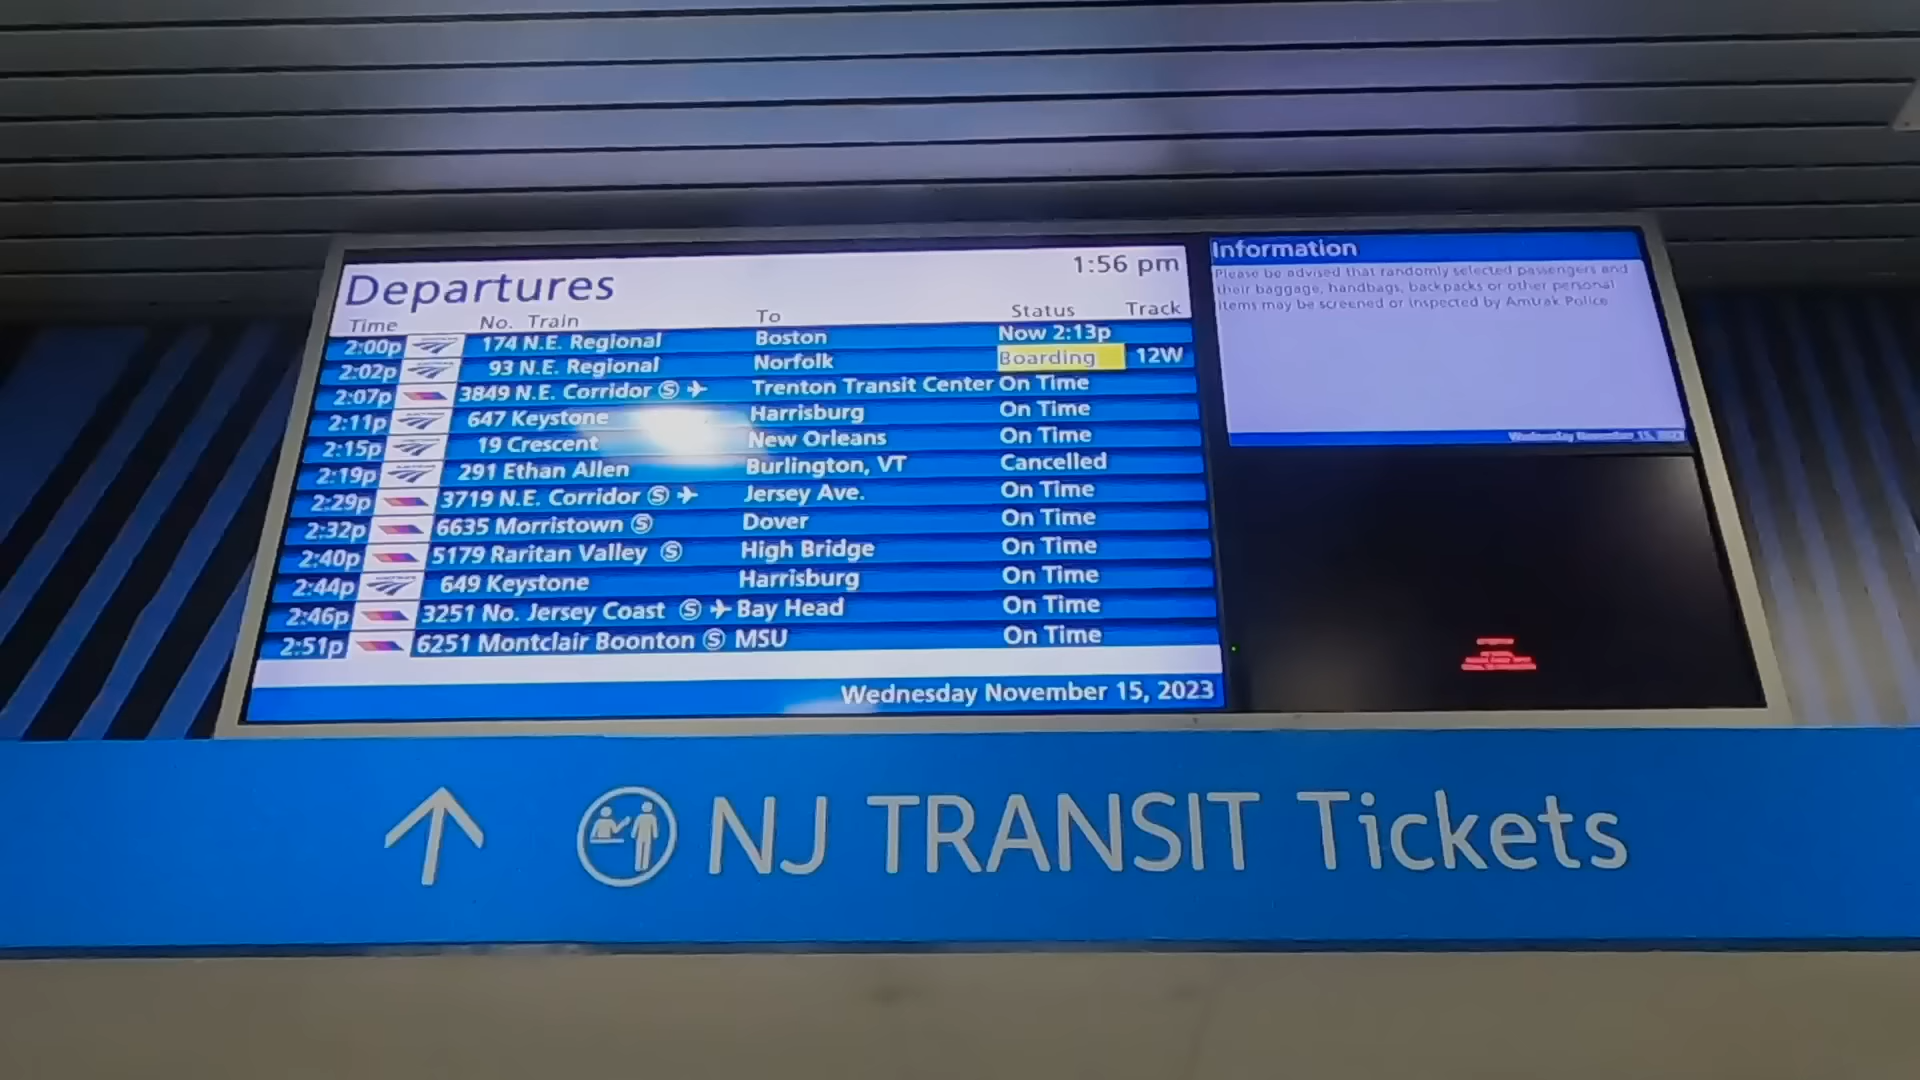 Departures
1:56 pm
Time No. Train To Status Track
2:00p 174 N.E. Regional Boston Now 2:13p
2:02p 93 N.E. Regional Norfolk Boarding 12W
2:07p 3849 N.E. Corridor Ⓢ ✈ Trenton Transit Center On Time
2:11p 647 Keystone Harrisburg On Time
2:15p 19 Crescent New Orleans On Time
2:19p 291 Ethan Allen Burlington, VT Cancelled
2:29p 3719 N.E. Corridor Ⓢ ✈ Jersey Ave. On Time
2:32p 6635 Morristown Ⓢ Dover On Time
2:40p 5179 Raritan Valley Ⓢ High Bridge On Time
2:44p 649 Keystone Harrisburg On Time
2:46p 3251 No. Jersey Coast Ⓢ ✈ Bay Head On Time
2:51p 6251 Montclair Boonton Ⓢ MSU On Time
Wednesday November 15, 2023
Information
Please be advised that randomly selected passengers and
their baggage, handbags, backpacks or other personal
items may be screened or inspected by Amtrak Police
Wednesday November 15, 2023
NJ TRANSIT Tickets